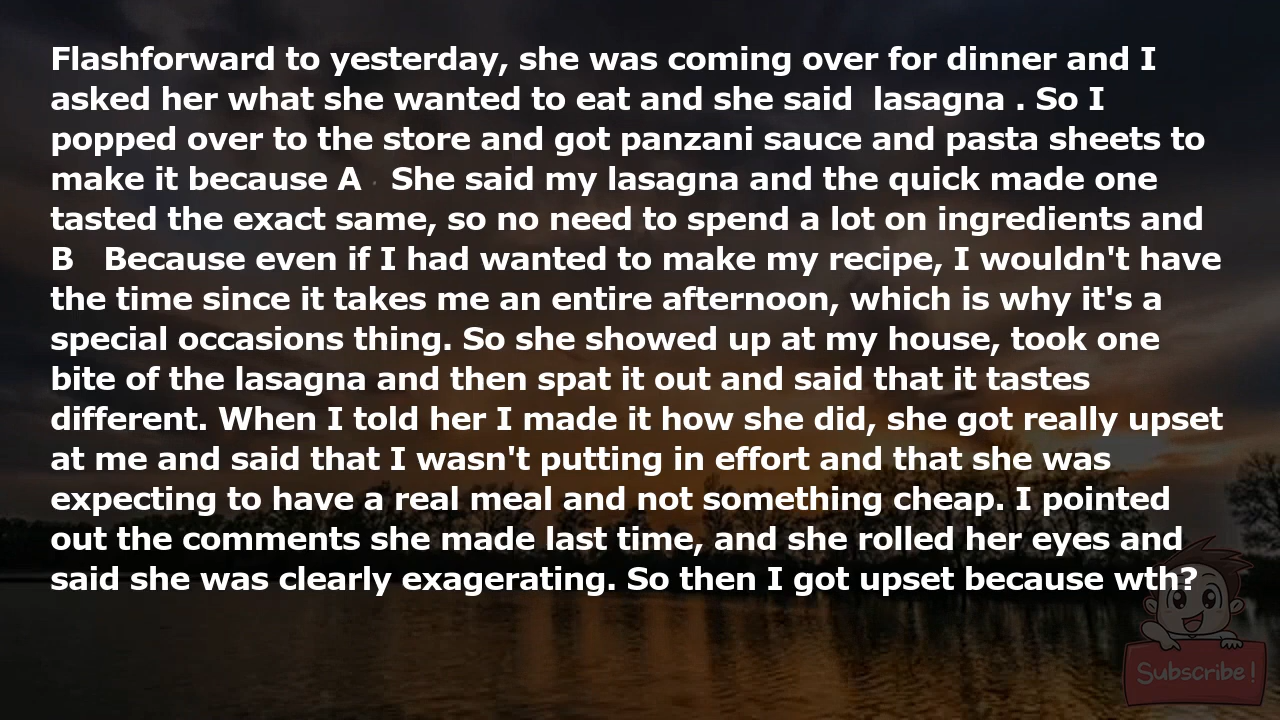 Flashforward to yesterday, she was coming over for dinner and I
asked her what she wanted to eat and she said  lasagna . So I
popped over to the store and got panzani sauce and pasta sheets to
make it because A   She said my lasagna and the quick made one
tasted the exact same, so no need to spend a lot on ingredients and
B   Because even if I had wanted to make my recipe, I wouldn't have
the time since it takes me an entire afternoon, which is why it's a
special occasions thing. So she showed up at my house, took one
bite of the lasagna and then spat it out and said that it tastes
different. When I told her I made it how she did, she got really upset
at me and said that I wasn't putting in effort and that she was
expecting to have a real meal and not something cheap. I pointed
out the comments she made last time, and she rolled her eyes and
said she was clearly exagerating. So then I got upset because wth?
Subscribe!